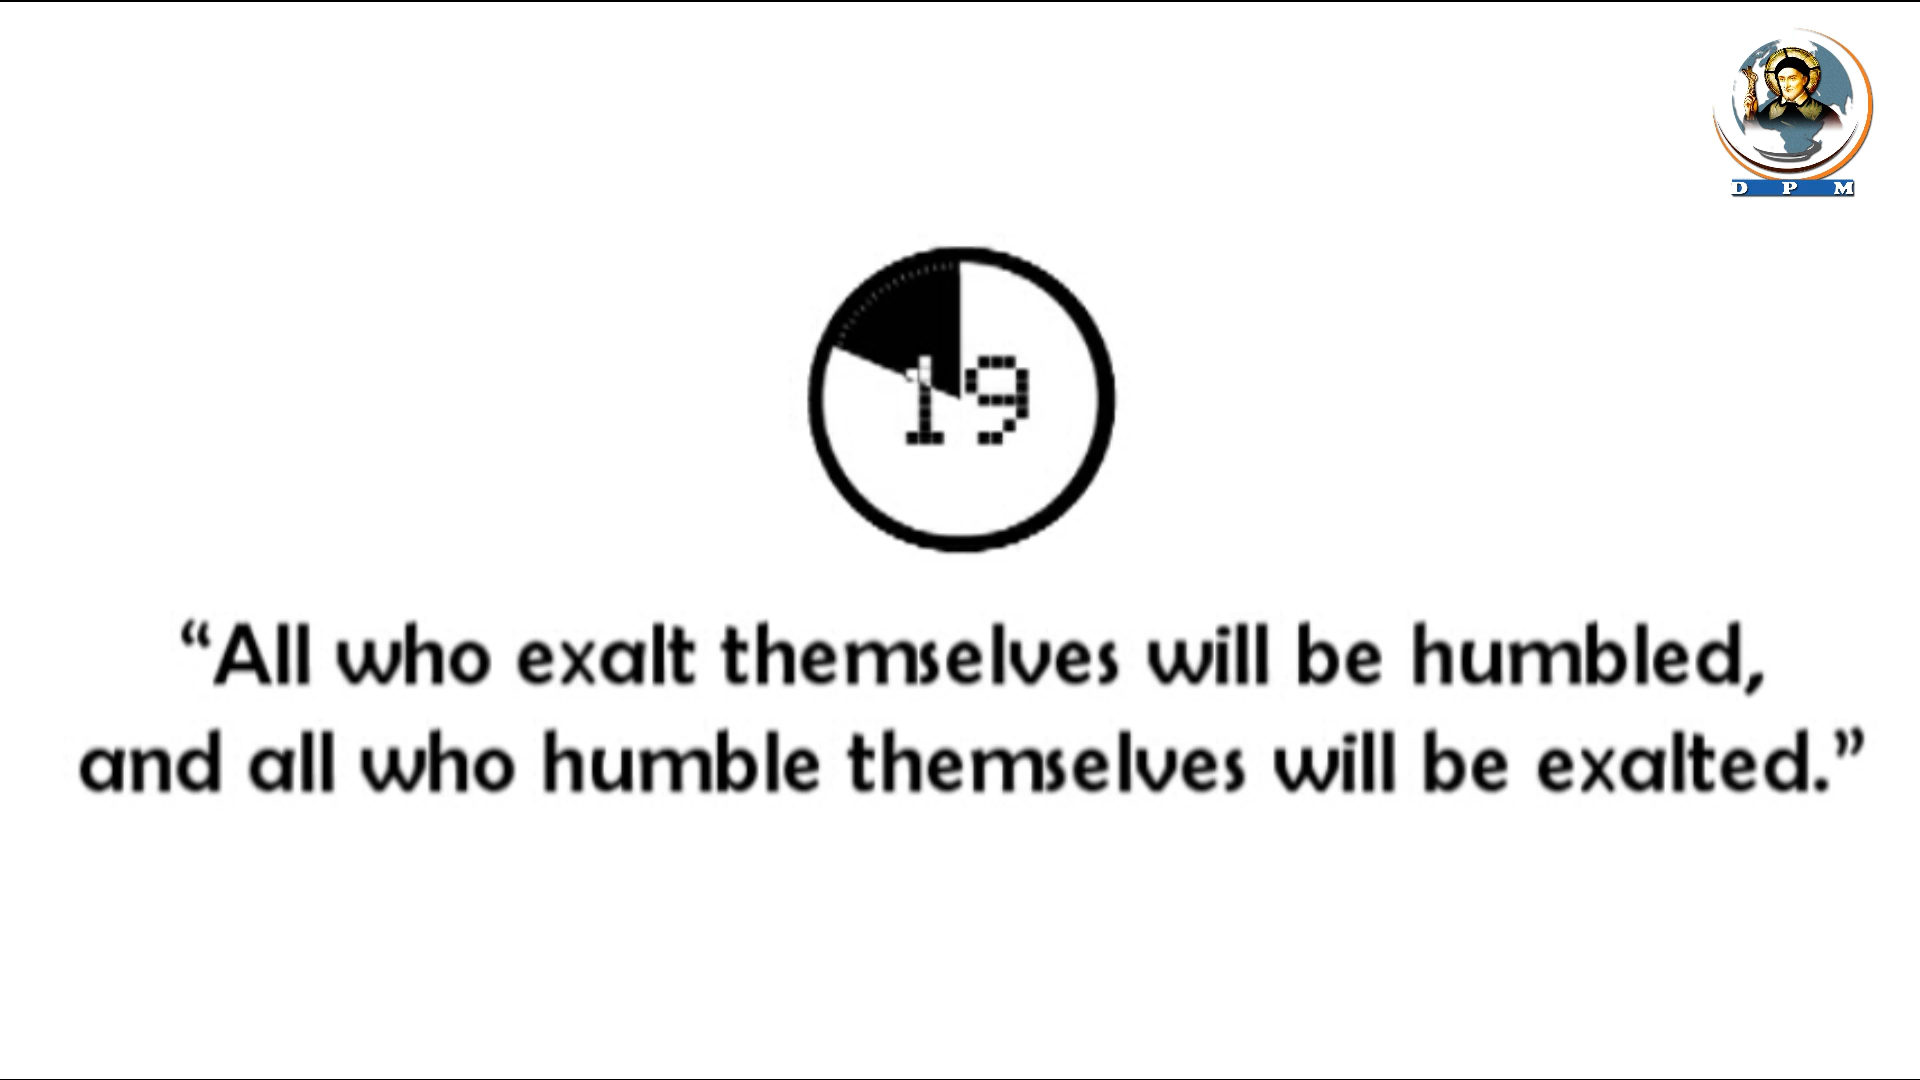 D P M
19
“All who exalt themselves will be humbled,
and all who humble themselves will be exalted.”